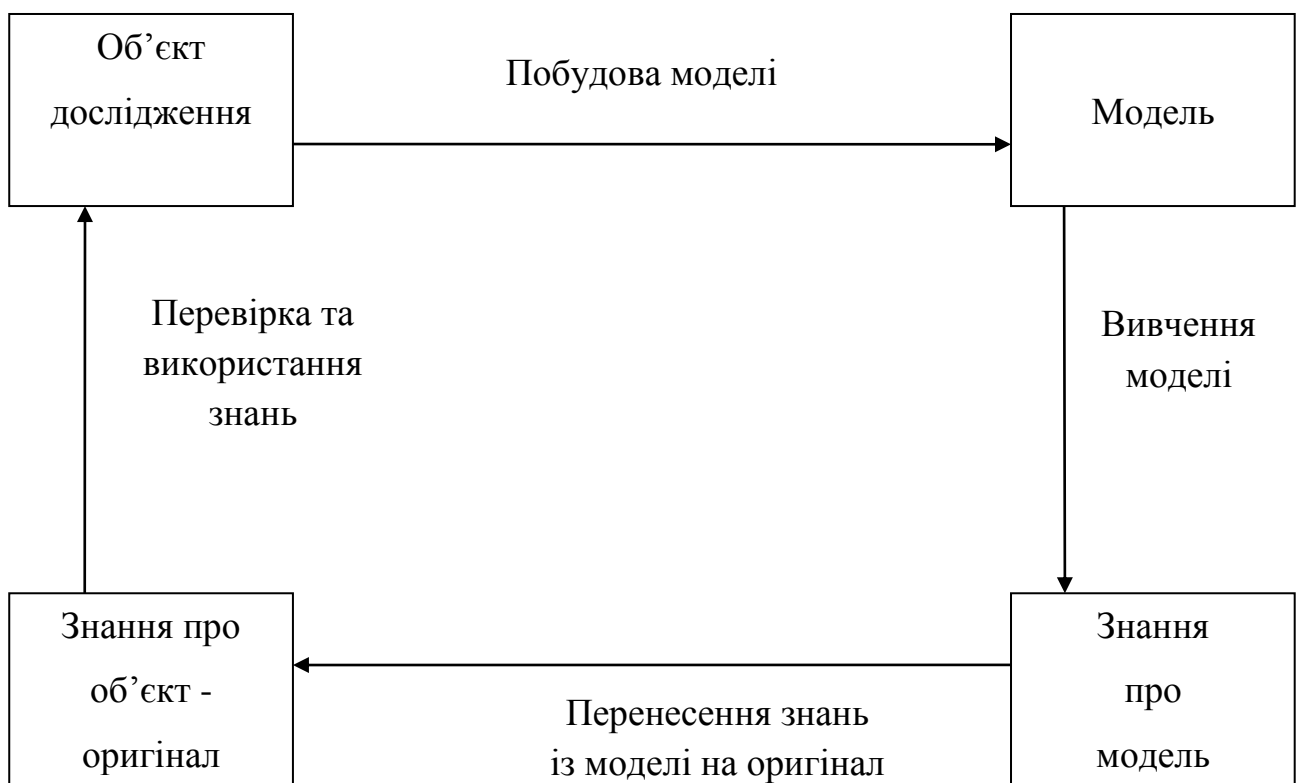 Об’єкт
дослідження
Побудова моделі
Модель
Перевірка та
використання
знань
Вивчення
моделі
Знання про
об’єкт -
оригінал
Перенесення знань
із моделі на оригінал
Знання
про
модель